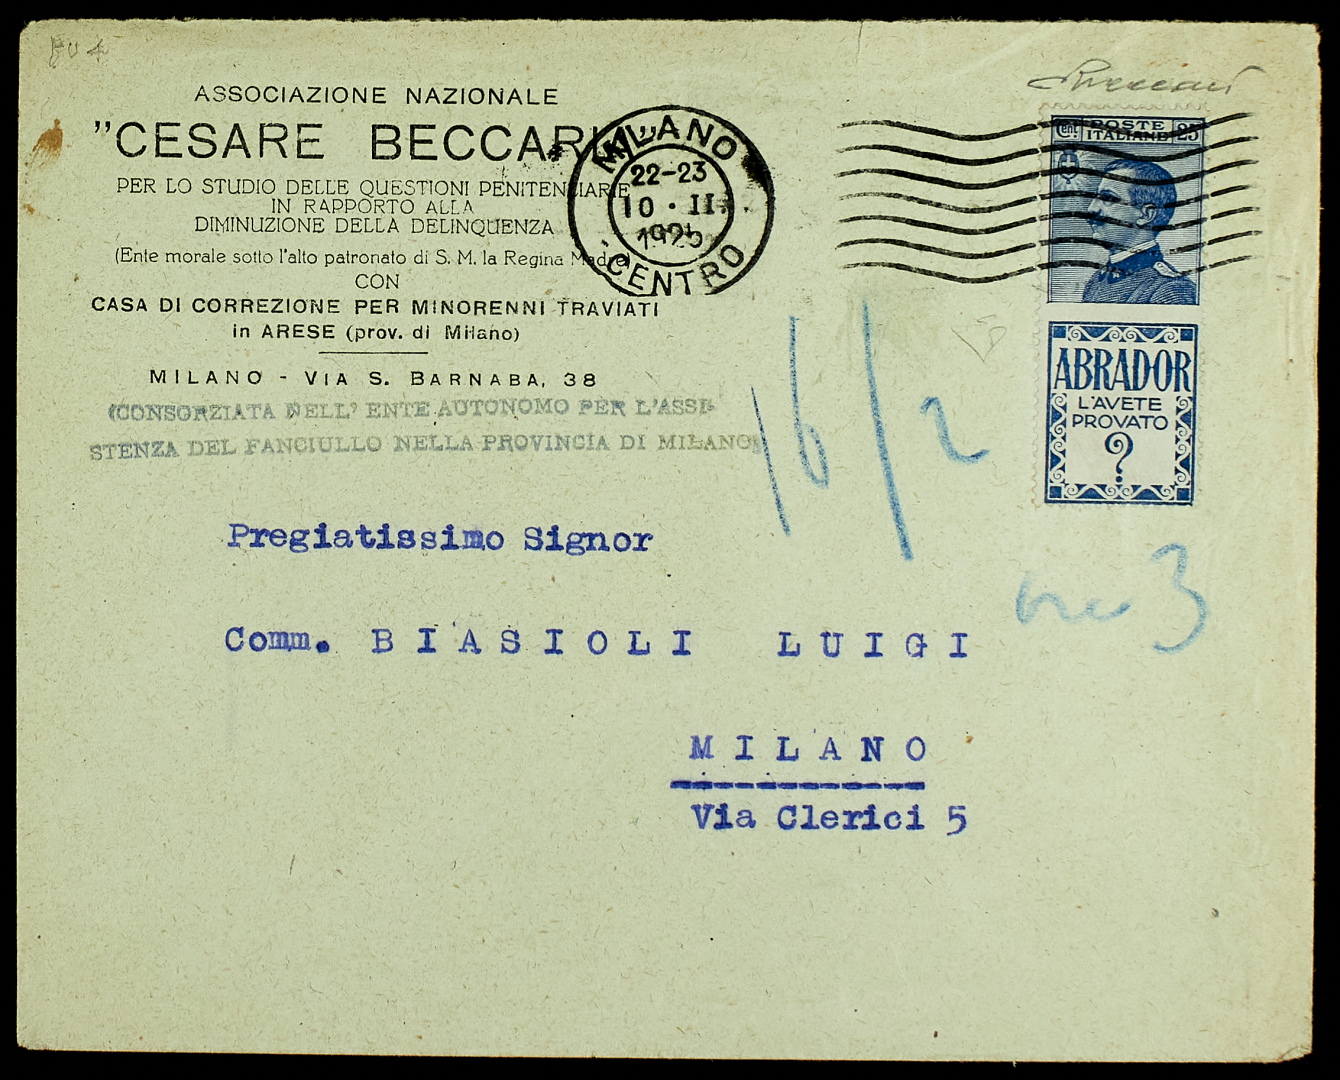 ASSOCIAZIONE NAZIONALE
"CESARE BECCARIA"
PER LO STUDIO DELLE QUESTIONI PENITENZIARIE
IN RAPPORTO ALLA
DIMINUZIONE DELLA DELINQUENZA
(Ente morale sotto l'alto patronato di S. M. la Regina Madre)
CON
CASA DI CORREZIONE PER MINORENNI TRAVIATI
in ARESE (prov. di Milano)
MILANO - VIA S. BARNABA, 38
(CONSORZIATA NELL' ENTE AUTONOMO PER L'ASSI-
STENZA DEL FANCIULLO NELLA PROVINCIA DI MILANO)
MILANO
22-23
10 · II
1925
CENTRO
Cent. POSTE ITALIANE 25
ABRADOR
L'AVETE
PROVATO
?
16/2
3
Pregiatissimo Signor
Comm. BIASIOLI LUIGI
MILANO
Via Clerici 5